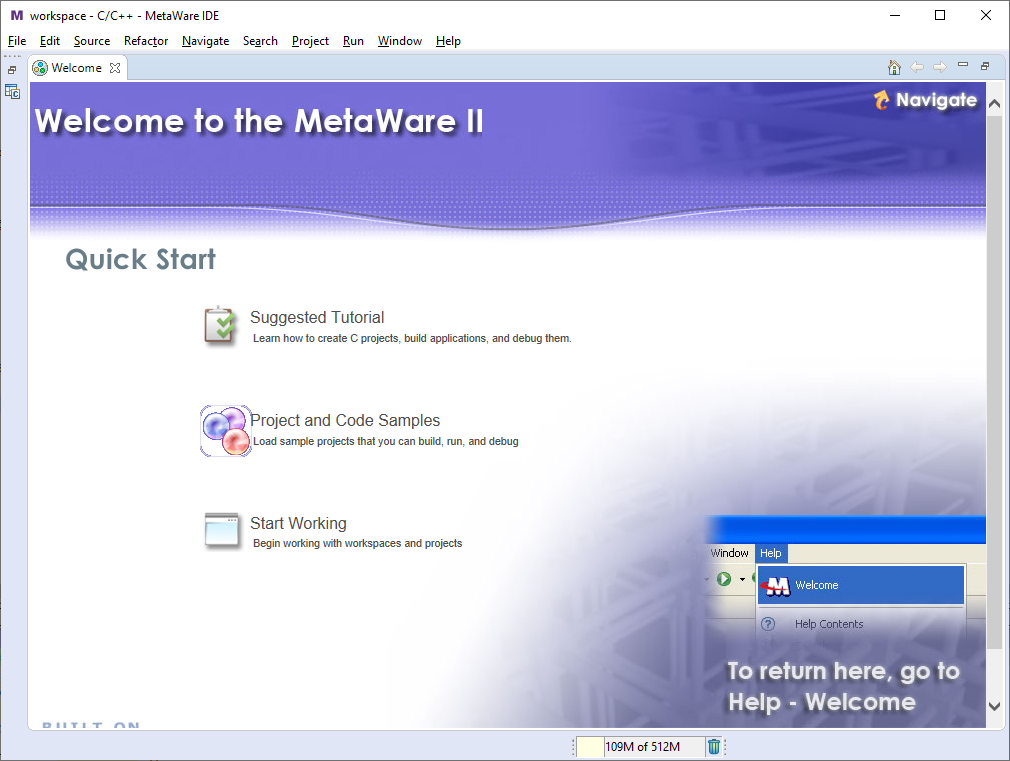 M workspace - C/C++ - MetaWare IDE
File Edit Source Refactor Navigate Search Project Run Window Help
Welcome
Navigate
Welcome to the MetaWare II
Quick Start
Suggested Tutorial
Learn how to create C projects, build applications, and debug them.
Project and Code Samples
Load sample projects that you can build, run, and debug
Start Working
Begin working with workspaces and projects
Window Help
Welcome
Help Contents
To return here, go to
Help - Welcome
BUILT ON
109M of 512M